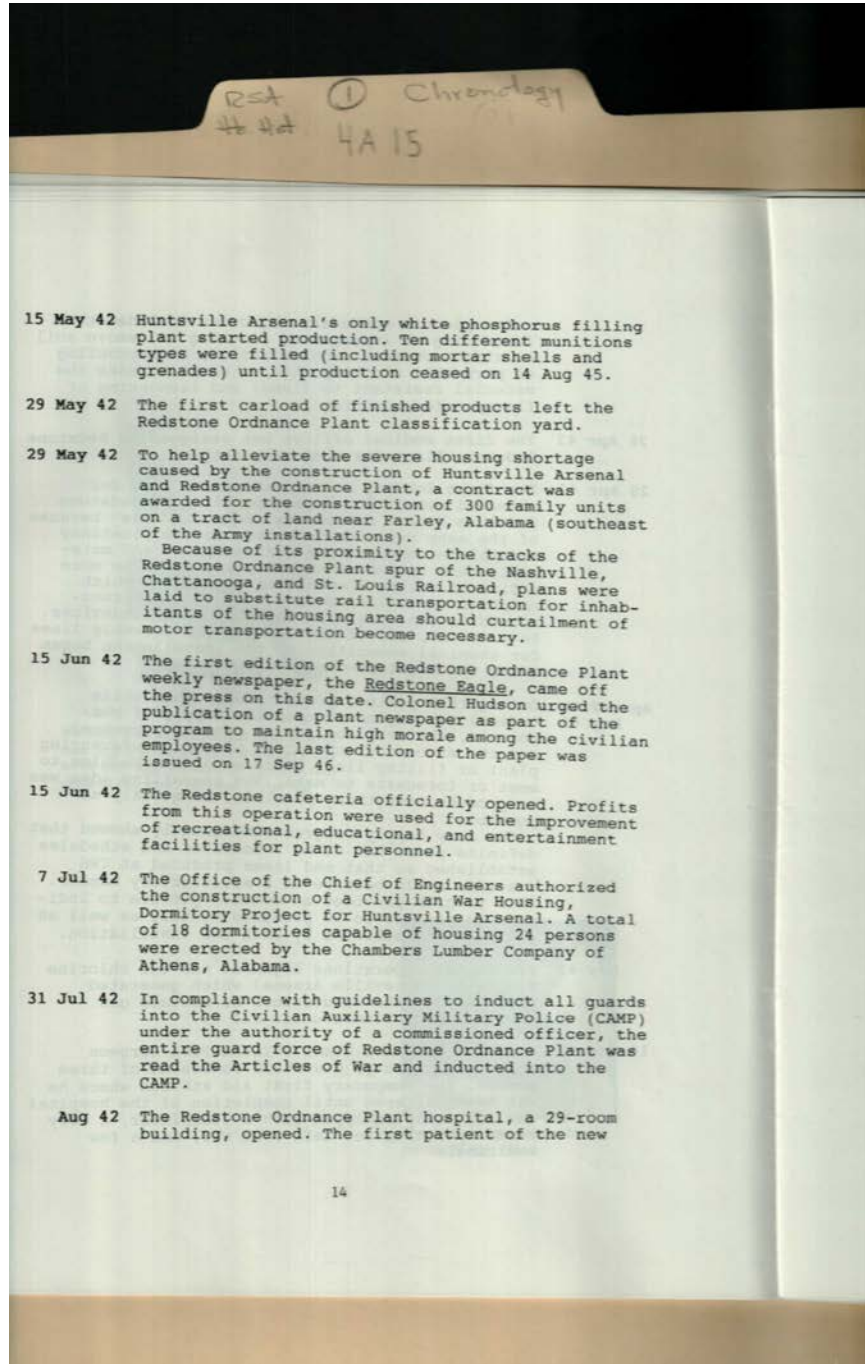 RSA ① Chronology
4A 15
15 May 42 Huntsville Arsenal's only white phosphorus filling
plant started production. Ten different munitions
types were filled (including mortar shells and
grenades) until production ceased on 14 Aug 45.
29 May 42 The first carload of finished products left the
Redstone Ordnance Plant classification yard.
29 May 42 To help alleviate the severe housing shortage
caused by the construction of Huntsville Arsenal
and Redstone Ordnance Plant, a contract was
awarded for the construction of 300 family units
on a tract of land near Farley, Alabama (southeast
of the Army installations).
Because of its proximity to the tracks of the
Redstone Ordnance Plant spur of the Nashville,
Chattanooga, and St. Louis Railroad, plans were
laid to substitute rail transportation for inhab-
itants of the housing area should curtailment of
motor transportation become necessary.
15 Jun 42 The first edition of the Redstone Ordnance Plant
weekly newspaper, the Redstone Eagle, came off
the press on this date. Colonel Hudson urged the
publication of a plant newspaper as part of the
program to maintain high morale among the civilian
employees. The last edition of the paper was
issued on 17 Sep 46.
15 Jun 42 The Redstone cafeteria officially opened. Profits
from this operation were used for the improvement
of recreational, educational, and entertainment
facilities for plant personnel.
7 Jul 42 The Office of the Chief of Engineers authorized
the construction of a Civilian War Housing,
Dormitory Project for Huntsville Arsenal. A total
of 18 dormitories capable of housing 24 persons
were erected by the Chambers Lumber Company of
Athens, Alabama.
31 Jul 42 In compliance with guidelines to induct all guards
into the Civilian Auxiliary Military Police (CAMP)
under the authority of a commissioned officer, the
entire guard force of Redstone Ordnance Plant was
read the Articles of War and inducted into the
CAMP.
Aug 42 The Redstone Ordnance Plant hospital, a 29-room
building, opened. The first patient of the new
14